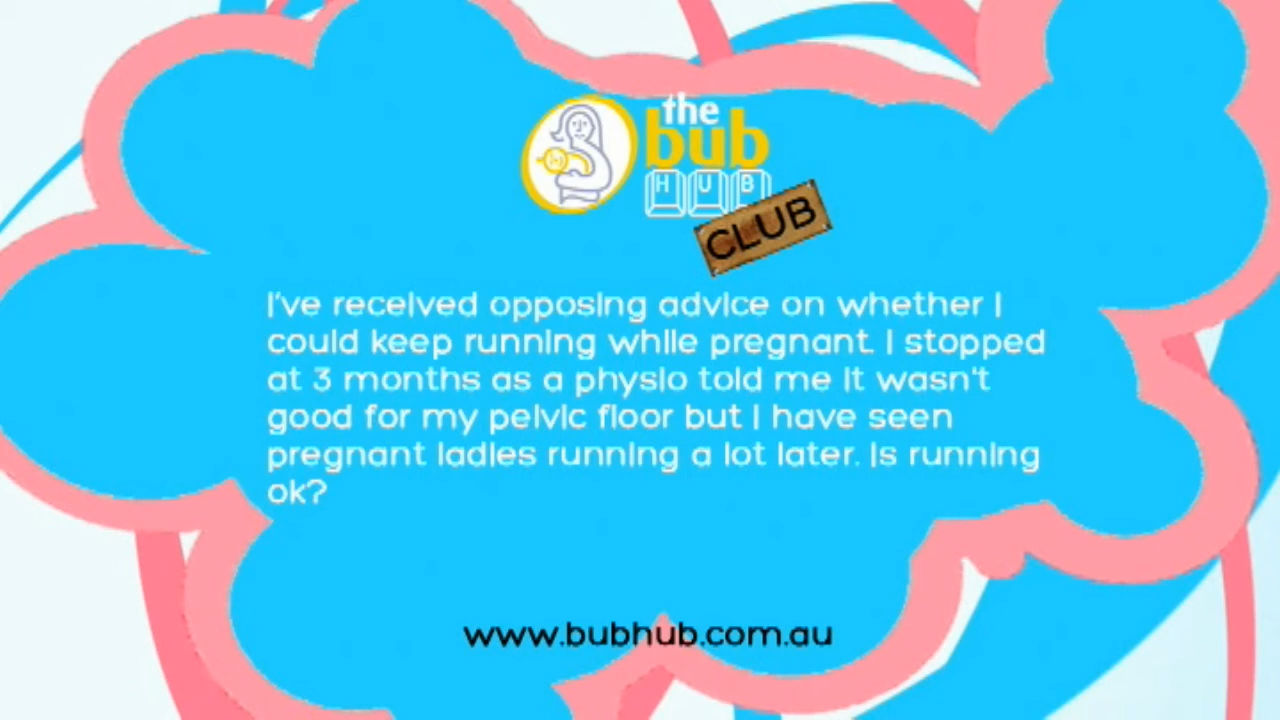 the
bub
HUB
CLUB
I've received opposing advice on whether I
could keep running while pregnant. I stopped
at 3 months as a physio told me it wasn't
good for my pelvic floor but I have seen
pregnant ladies running a lot later. Is running
ok?
www.bubhub.com.au